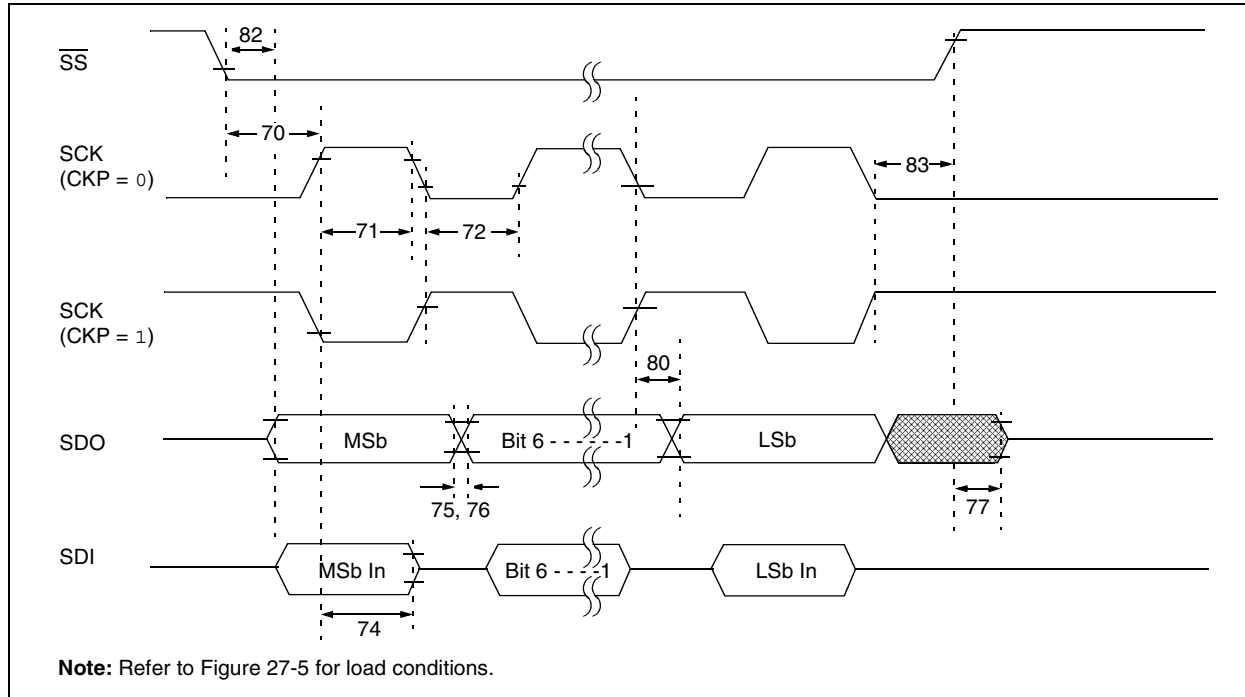 82
SS
70
SCK
(CKP = 0)
83
71
72
SCK
(CKP = 1)
80
SDO
MSb
Bit 6 - - - - - -1
LSb
75, 76
77
SDI
MSb In
Bit 6 - - - -1
LSb In
74
Note: Refer to Figure 27-5 for load conditions.